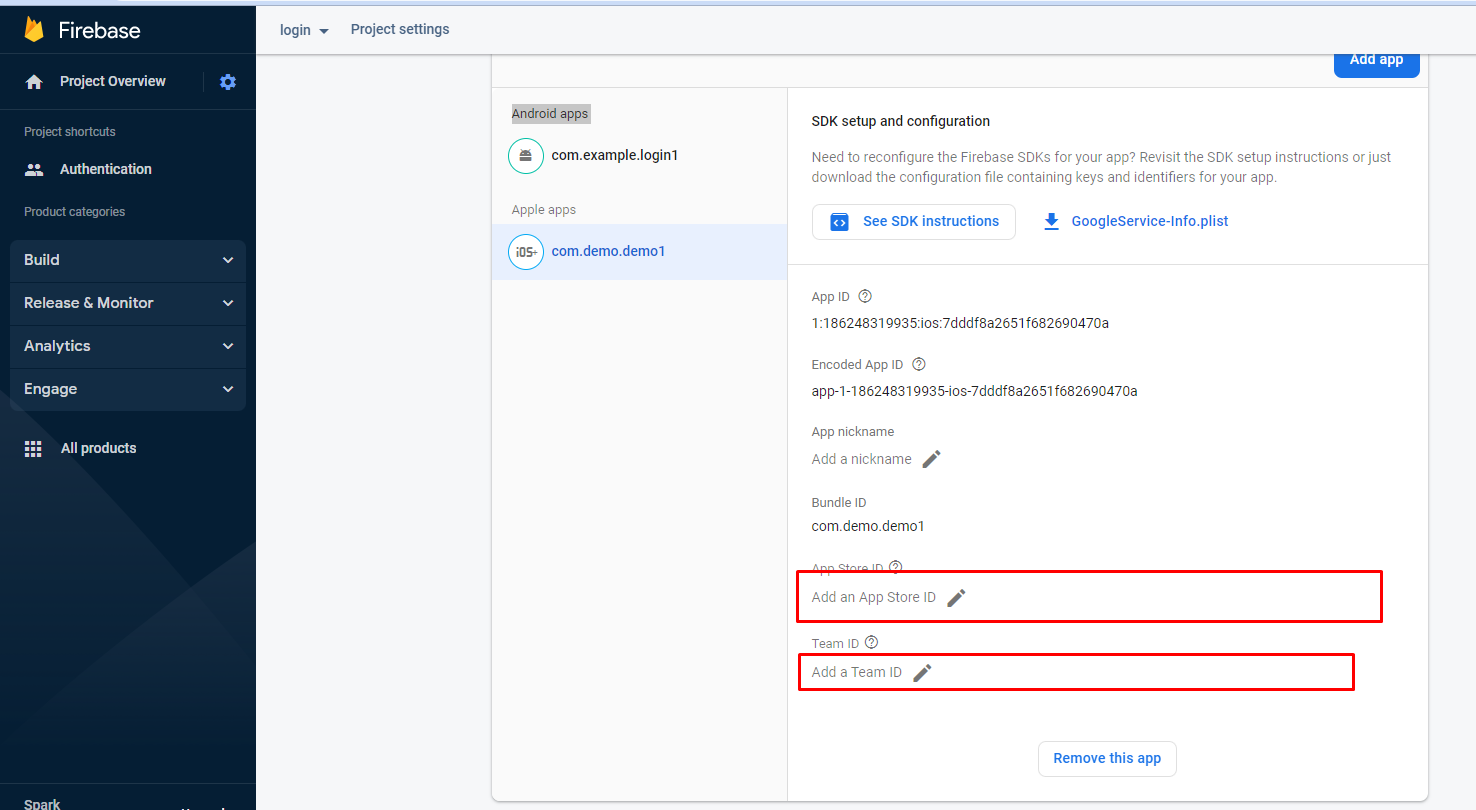 Firebase
login
Project settings
Project Overview
Add app
Project shortcuts
Authentication
Product categories
Build
Release & Monitor
Analytics
Engage
All products
Spark
Android apps
com.example.login1
Apple apps
iOS+
com.demo.demo1
SDK setup and configuration
Need to reconfigure the Firebase SDKs for your app? Revisit the SDK setup instructions or just
download the configuration file containing keys and identifiers for your app.
See SDK instructions
GoogleService-Info.plist
App ID
1:186248319935:ios:7dddf8a2651f682690470a
Encoded App ID
app-1-186248319935-ios-7dddf8a2651f682690470a
App nickname
Add a nickname
Bundle ID
com.demo.demo1
App Store ID
Add an App Store ID
Team ID
Add a Team ID
Remove this app